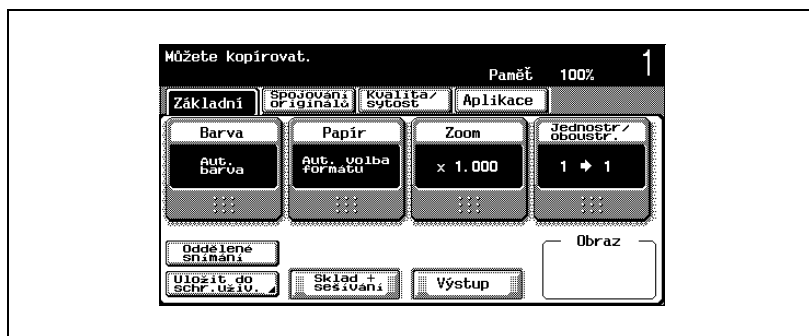 Můžete kopírovat.
Paměť 100% 1
Základní
Spojování
originálů
Kvalita/
sytost
Aplikace
Barva
Aut.
barva
Papír
Aut. volba
formátu
Zoom
x 1.000
Jednostr/
oboustr.
1 ➔ 1
Oddělené
snímání
Obraz
Uložit do
schr.uživ.
Sklad +
sešívání
Výstup